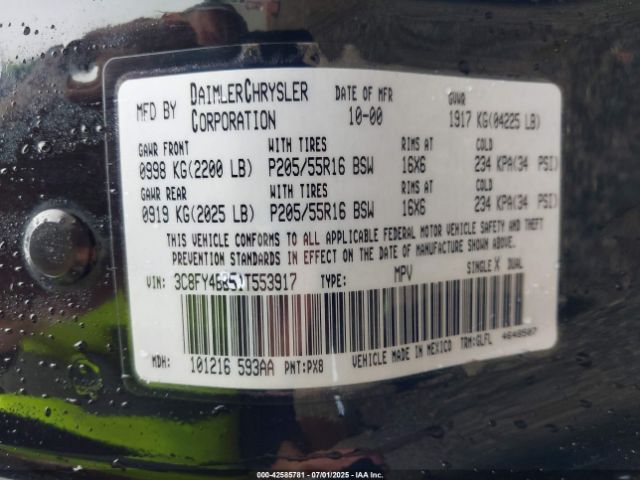 MFD BY DAIMLERCHRYSLER CORPORATION DATE OF MFR 10-00 GVWR 1917 KG(04225 LB)
GAWR FRONT WITH TIRES RIMS AT COLD
0998 KG(2200 LB) P205/55R16 BSW 16X6 234 KPA(34 PSI)
GAWR REAR WITH TIRES RIMS AT COLD
0919 KG(2025 LB) P205/55R16 BSW 16X6 234 KPA(34 PSI)
THIS VEHICLE CONFORMS TO ALL APPLICABLE FEDERAL MOTOR VEHICLE SAFETY AND THEFT
PREVENTION STANDARDS IN EFFECT ON THE DATE OF MANUFACTURE SHOWN ABOVE.
VIN: TYPE: MPV SINGLE X DUAL
MDH: 101216 593AA PNT:PX8 VEHICLE MADE IN MEXICO TRM:GLFL 4648507
000-42585781 - 07/01/2025 - IAA Inc.